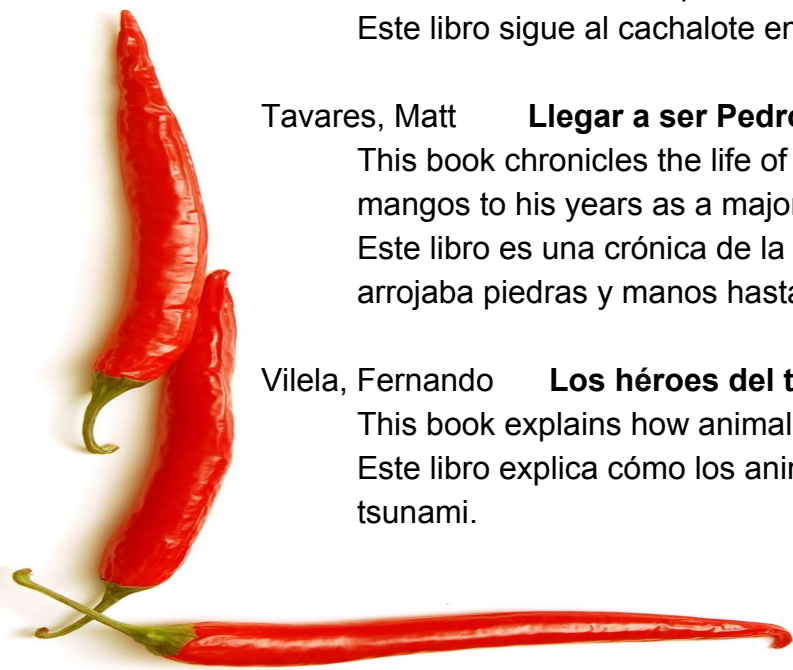 Este libro sigue al cachalote en
Tavares, Matt Llegar a ser Pedro
This book chronicles the life of
mangos to his years as a major
Este libro es una crónica de la
arrojaba piedras y manos hasta
Vilela, Fernando Los héroes del t
This book explains how animal
Este libro explica cómo los anim
tsunami.